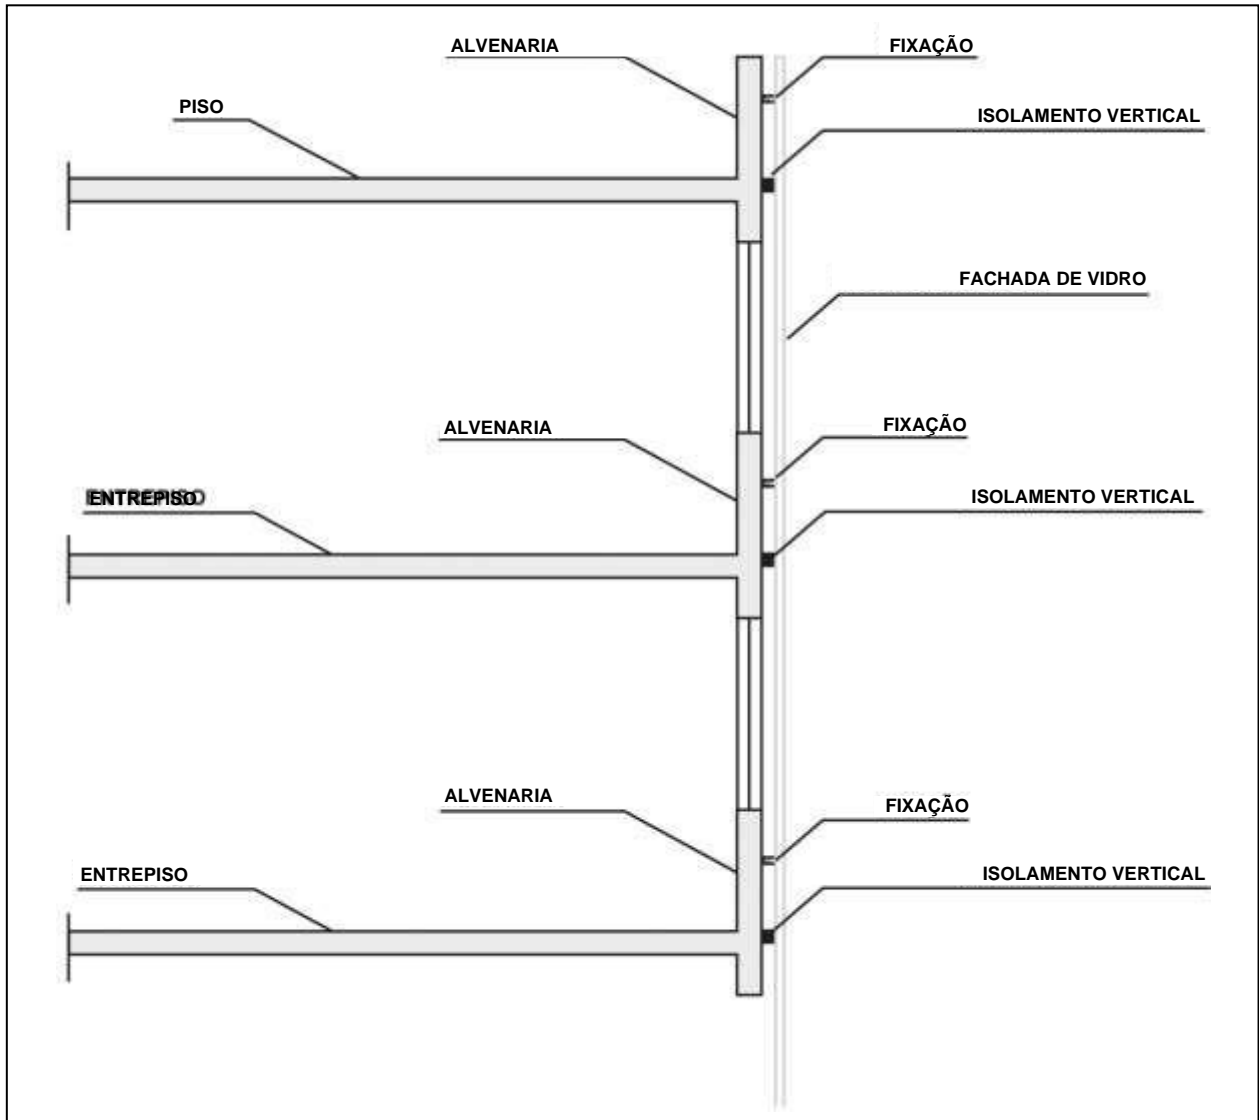 ALVENARIA
FIXAÇÃO
PISO
ISOLAMENTO VERTICAL
FACHADA DE VIDRO
ALVENARIA
FIXAÇÃO
ENTREPISO
ISOLAMENTO VERTICAL
ALVENARIA
FIXAÇÃO
ENTREPISO
ISOLAMENTO VERTICAL